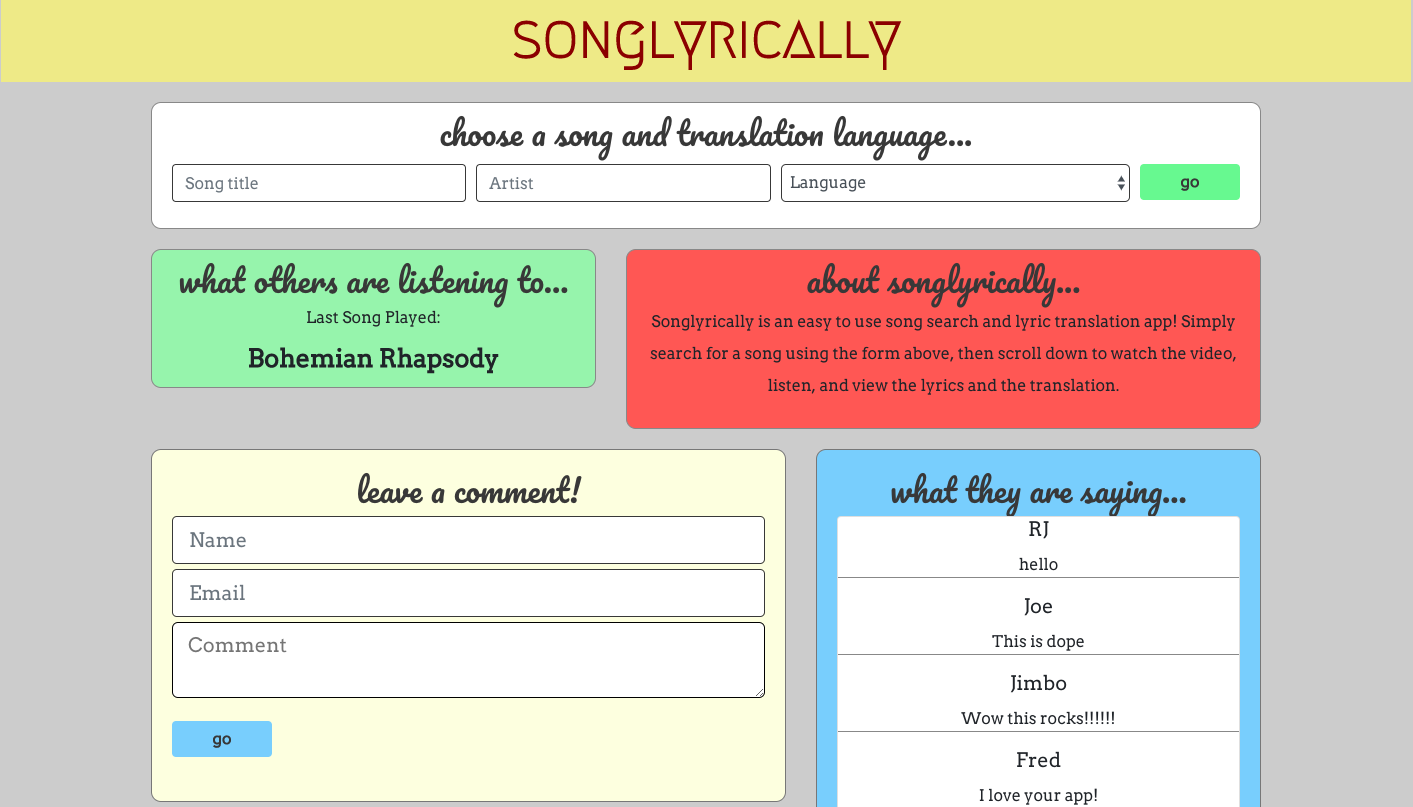 SONGLYRICALLY
choose a song and translation language...
Song title
Artist
Language
go
what others are listening to...
Last Song Played:
Bohemian Rhapsody
about songlyrically...
Songlyrically is an easy to use song search and lyric translation app! Simply
search for a song using the form above, then scroll down to watch the video,
listen, and view the lyrics and the translation.
leave a comment!
Name
Email
Comment
go
what they are saying...
RJ
hello
Joe
This is dope
Jimbo
Wow this rocks!!!!!!
Fred
I love your app!